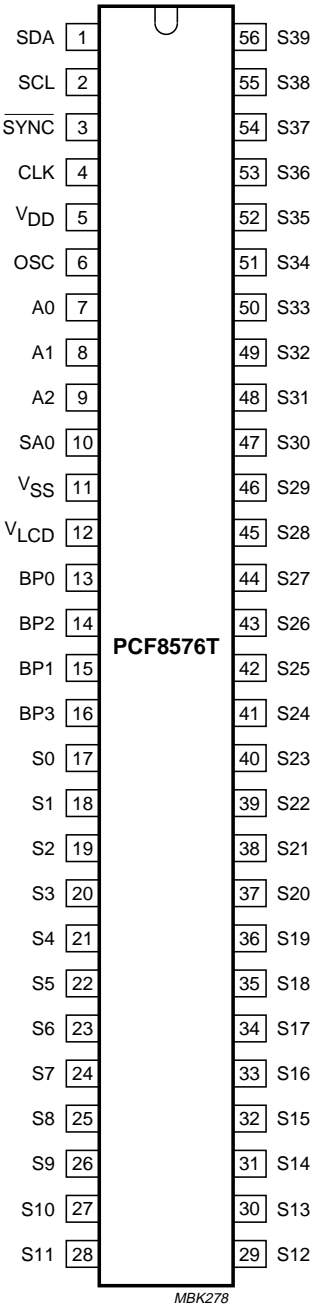 SDA 1 56 S39
SCL 2 55 S38
SYNC 3 54 S37
CLK 4 53 S36
VDD 5 52 S35
OSC 6 51 S34
A0 7 50 S33
A1 8 49 S32
A2 9 48 S31
SA0 10 47 S30
VSS 11 46 S29
VLCD 12 45 S28
BP0 13 44 S27
BP2 14 43 S26
PCF8576T
BP1 15 42 S25
BP3 16 41 S24
S0 17 40 S23
S1 18 39 S22
S2 19 38 S21
S3 20 37 S20
S4 21 36 S19
S5 22 35 S18
S6 23 34 S17
S7 24 33 S16
S8 25 32 S15
S9 26 31 S14
S10 27 30 S13
S11 28 29 S12
MBK278